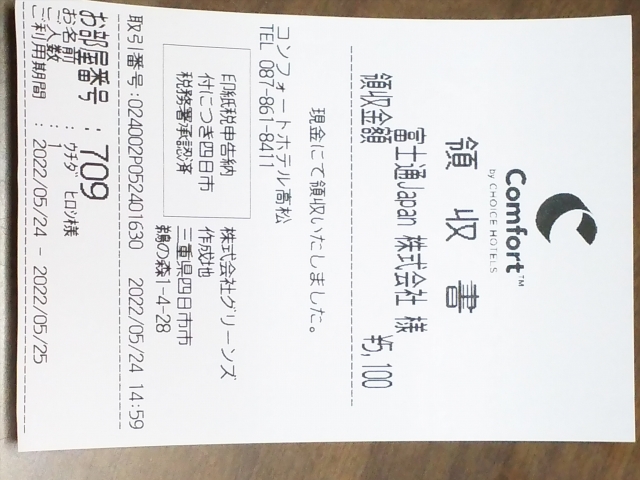 Comfort™
by CHOICE HOTELS
領 収 書
富士通Japan 株式会社 様
領収金額 ¥5,100
現金にて領収いたしました。
コンフォートホテル高松
TEL 087-861-8411
印紙税申告納
付につき四日市
税務署承認済
株式会社グリーンズ
作成地
三重県四日市市
鵜の森1-4-28
取引番号:024002P052401630 2022/05/24 14:59
お部屋番号 : 709
お名前 : ウチダ ヒロシ様
ご人数 : 1
ご利用期間 : 2022/05/24 - 2022/05/25